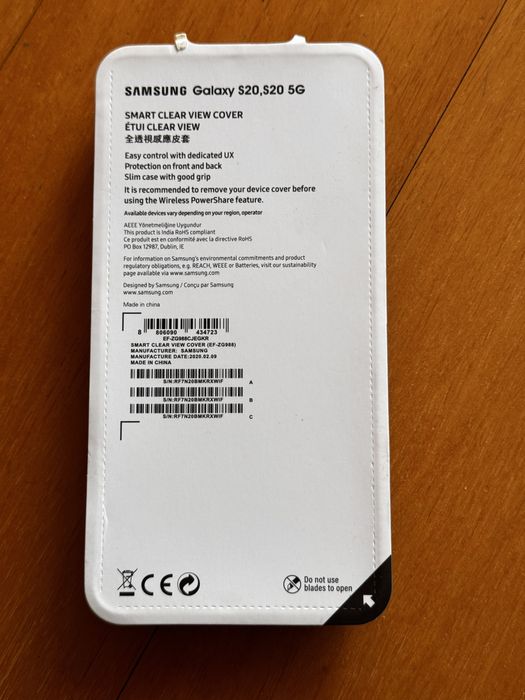 SAMSUNG Galaxy S20,S20 5G
SMART CLEAR VIEW COVER
ÉTUI CLEAR VIEW
全透視感應皮套
Easy control with dedicated UX
Protection on front and back
Slim case with good grip
It is recommended to remove your device cover before
using the Wireless PowerShare feature.
Available devices vary depending on your region, operator
AEEE Yönetmeliğine Uygundur
This product is India RoHS compliant
Ce produit est en conformité avec la directive RoHS
PO Box 12987, Dublin, IE
For information on Samsung's environmental commitments and product
regulatory obligations, e.g. REACH, WEEE or Batteries, visit our sustainability
page available via www.samsung.com
Designed by Samsung / Conçu par Samsung
www.samsung.com
Made in china
8 806090 434723
EF-ZG988CJEGKR
SMART CLEAR VIEW COVER (EF-ZG988)
MANUFACTURER: SAMSUNG
MANUFACTURE DATE:2020.02.09
MADE IN CHINA
S/N:RF7N20BMKRXWIF A
S/N:RF7N20BMKRXWIF B
S/N:RF7N20BMKRXWIF C
CE
Do not use
blades to open